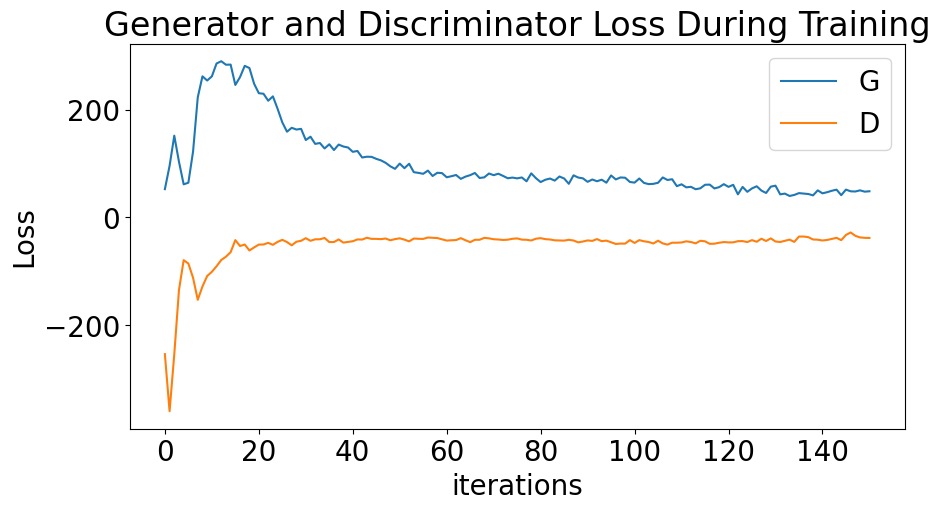 Generator and Discriminator Loss During Training
G
D
Loss
200
0
−200
0 20 40 60 80 100 120 140
iterations